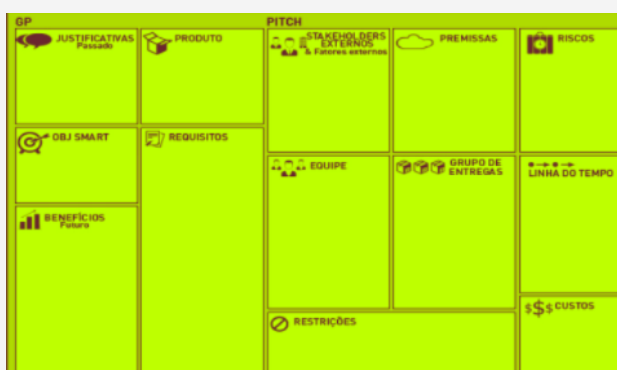 GP
PITCH
JUSTIFICATIVAS
Passado
PRODUTO
STAKEHOLDERS
EXTERNOS
& Fatores externos
PREMISSAS
RISCOS
OBJ SMART
REQUISITOS
EQUIPE
GRUPO DE
ENTREGAS
LINHA DO TEMPO
BENEFÍCIOS
Futuro
RESTRIÇÕES
$$$ CUSTOS